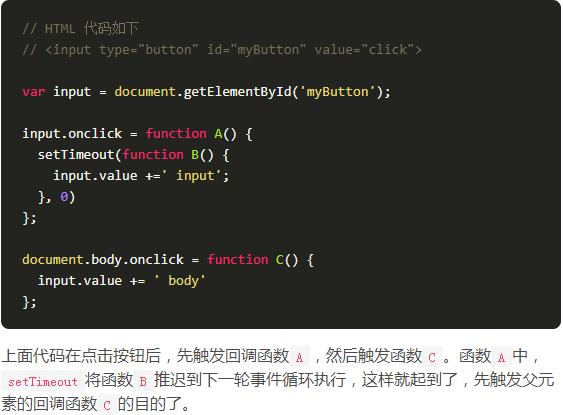 // HTML 代码如下
// <input type="button" id="myButton" value="click">
var input = document.getElementById('myButton');
input.onclick = function A() {
  setTimeout(function B() {
    input.value +=' input';
  }, 0)
};
document.body.onclick = function C() {
  input.value += ' body'
};
上面代码在点击按钮后，先触发回调函数 A ，然后触发函数 C 。函数 A 中，
setTimeout 将函数 B 推迟到下一轮事件循环执行，这样就起到了，先触发父元
素的回调函数 C 的目的了。